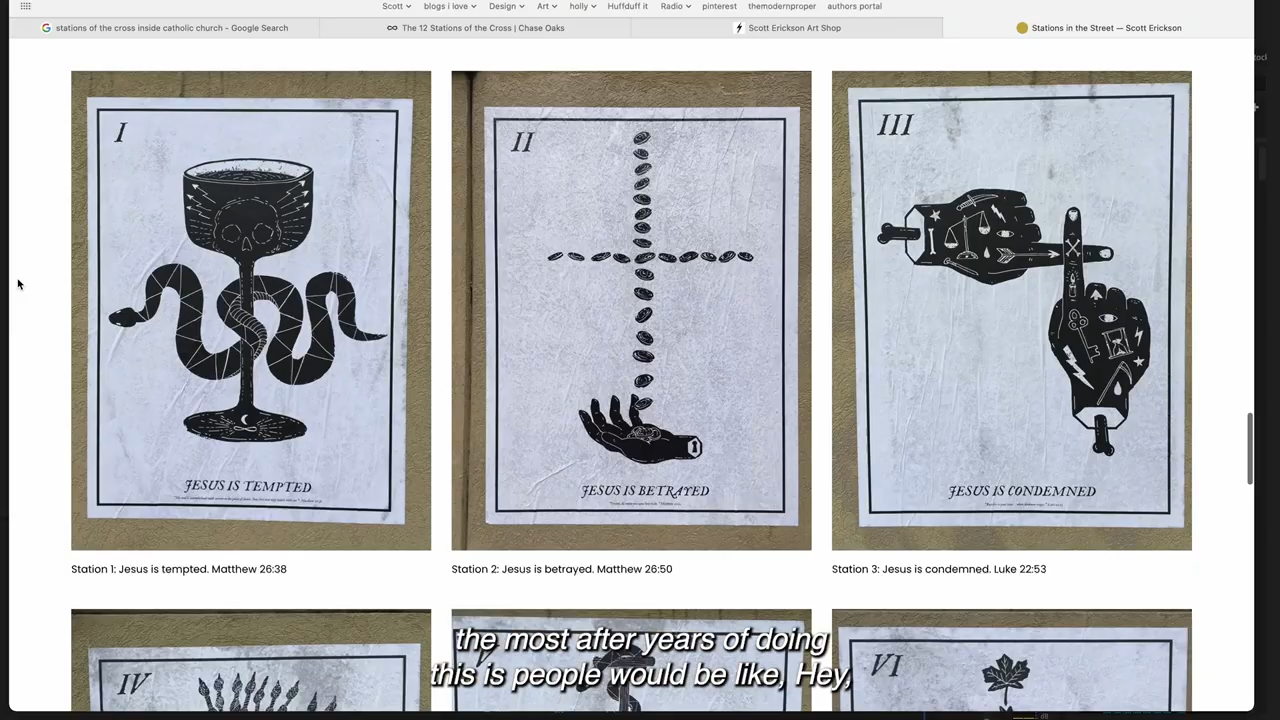 Scott blogs i love Design Art holly Huffduff it Radio pinterest themodernproper authors portal
stations of the cross inside catholic church - Google Search
The 12 Stations of the Cross | Chase Oaks
Scott Erickson Art Shop
Stations in the Street — Scott Erickson
I
II
III
JESUS IS TEMPTED
JESUS IS BETRAYED
JESUS IS CONDEMNED
Station 1: Jesus is tempted. Matthew 26:38
Station 2: Jesus is betrayed. Matthew 26:50
Station 3: Jesus is condemned. Luke 22:53
IV
V
VI
the most after years of doing
this is people would be like, Hey,